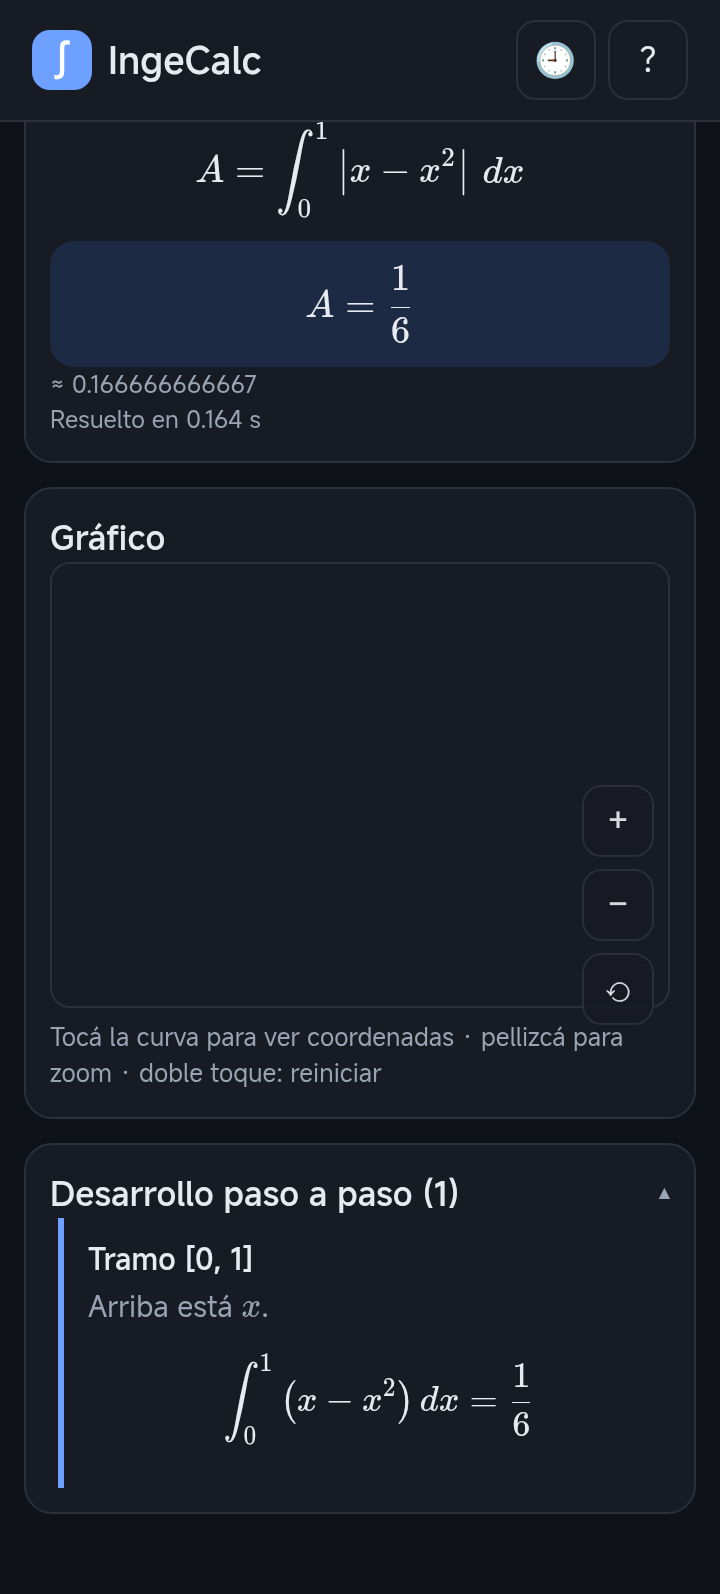 ∫ IngeCalc ?
A = ∫₀¹ |x − x²| dx
A = 1/6
≈ 0.166666666667
Resuelto en 0.164 s
Gráfico
+
−
Tocá la curva para ver coordenadas · pellizcá para
zoom · doble toque: reiniciar
Desarrollo paso a paso (1) ▲
Tramo [0, 1]
Arriba está x.
∫₀¹ (x − x²) dx = 1/6